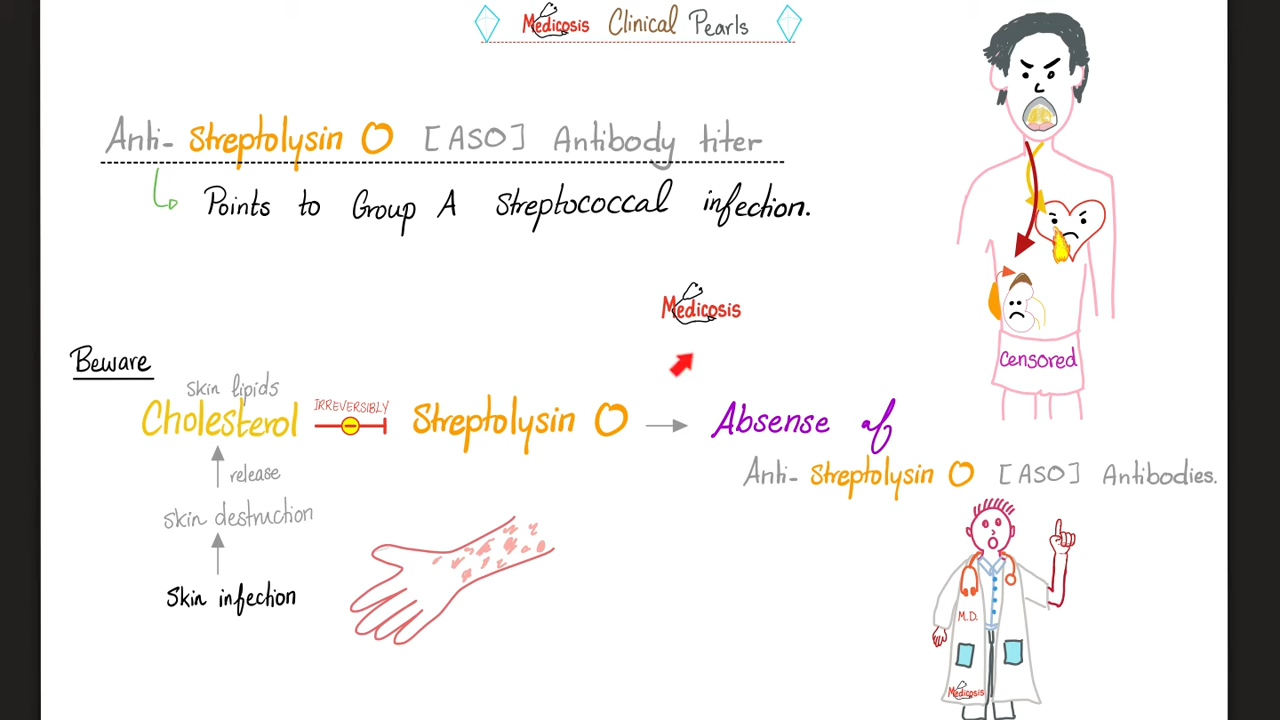 Medicosis Clinical Pearls
Anti-Streptolysin O [ASO] Antibody titer
Points to Group A Streptococcal infection.
Medicosis
Censored
Beware
skin lipids
Cholesterol IRREVERSIBLY Streptolysin O → Absense of
Anti-Streptolysin O [ASO] Antibodies.
release
skin destruction
Skin infection
M.D.
Medicosis